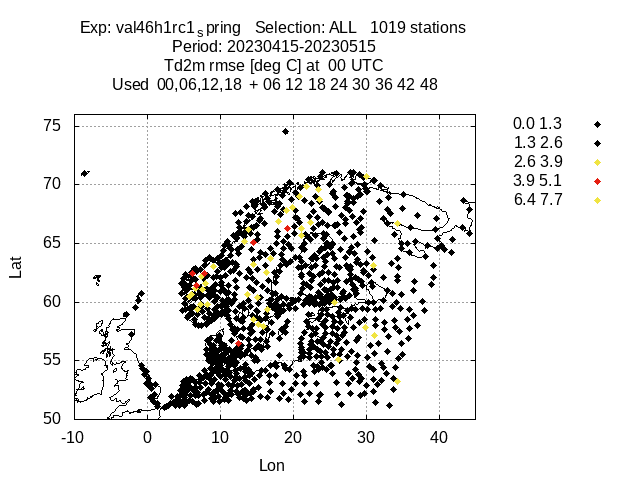 Exp: val46h1rc1spring   Selection: ALL   1019 stations
Period: 20230415-20230515
Td2m rmse [deg C] at  00 UTC
Used  00,06,12,18  + 06 12 18 24 30 36 42 48
0.0 1.3
1.3 2.6
2.6 3.9
3.9 5.1
6.4 7.7
Lat
75
70
65
60
55
50
-10 0 10 20 30 40
Lon